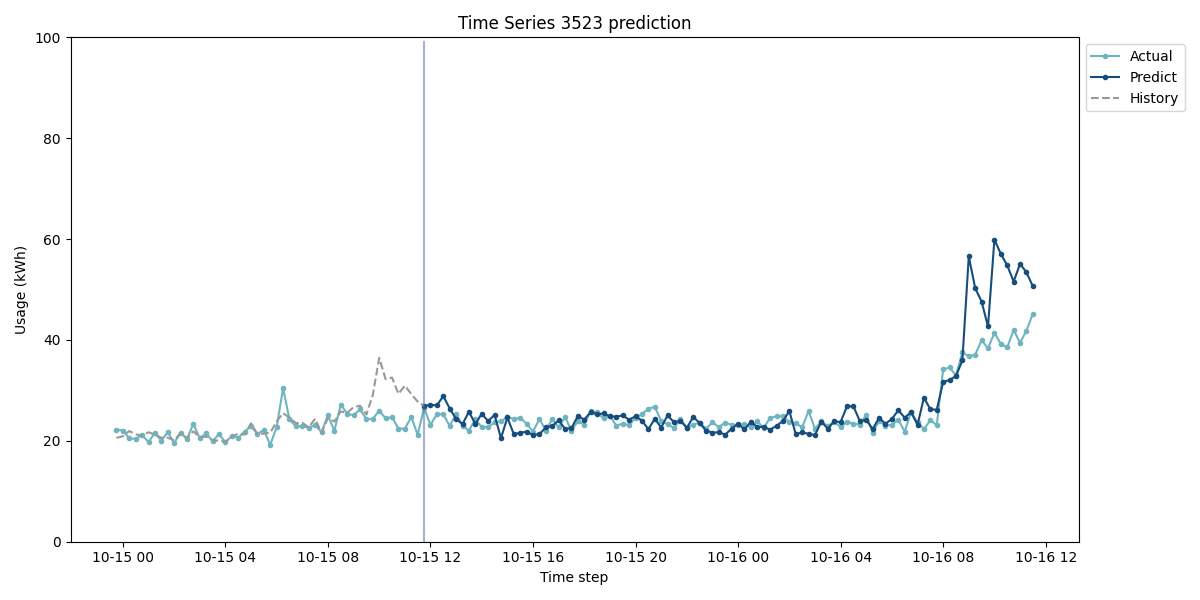 Time Series 3523 prediction
100
80
60
40
20
0
Usage (kWh)
10-15 00
10-15 04
10-15 08
10-15 12
10-15 16
10-15 20
10-16 00
10-16 04
10-16 08
10-16 12
Time step
Actual
Predict
History